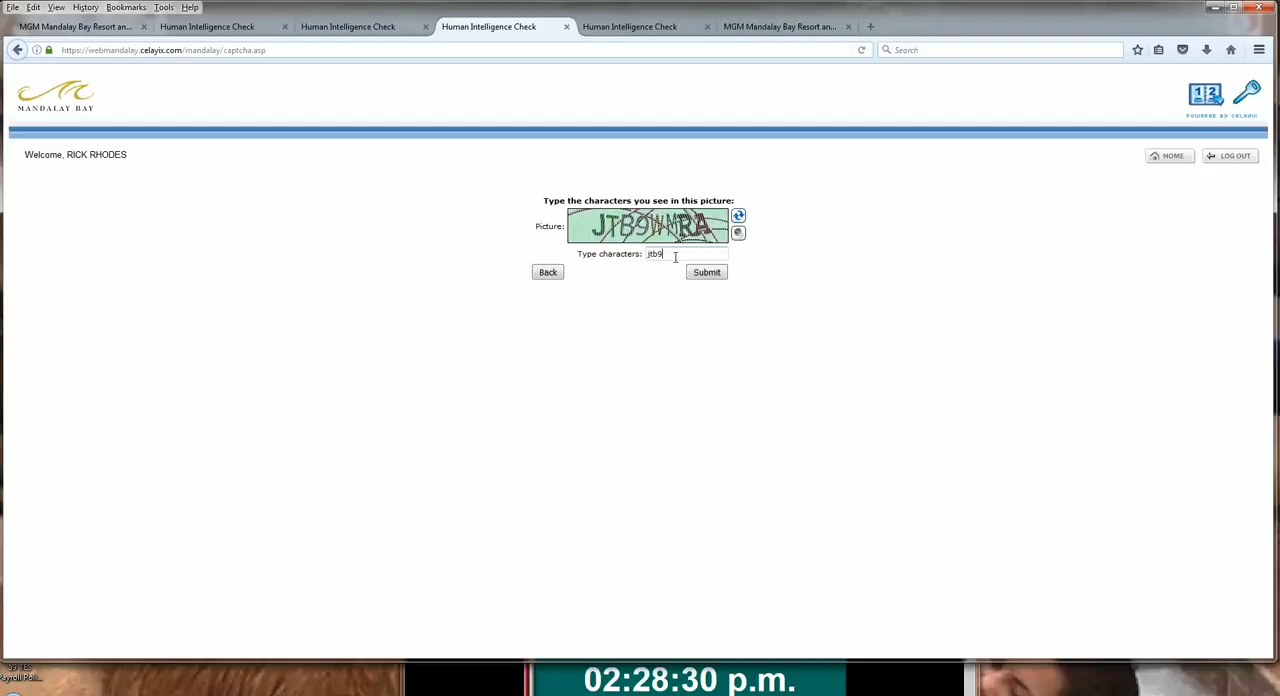 File Edit View History Bookmarks Tools Help
MGM Mandalay Bay Resort an... Human Intelligence Check Human Intelligence Check Human Intelligence Check Human Intelligence Check MGM Mandalay Bay Resort an...
https://webmandalay.celayix.com/mandalay/captcha.asp Search
MANDALAY BAY
1 2
POWERED BY CELAYIX
Welcome, RICK RHODES
HOME LOG OUT
Type the characters you see in this picture:
Picture: JTB9WMRA
Type characters: jtb9
Back Submit
02:28:30 p.m.